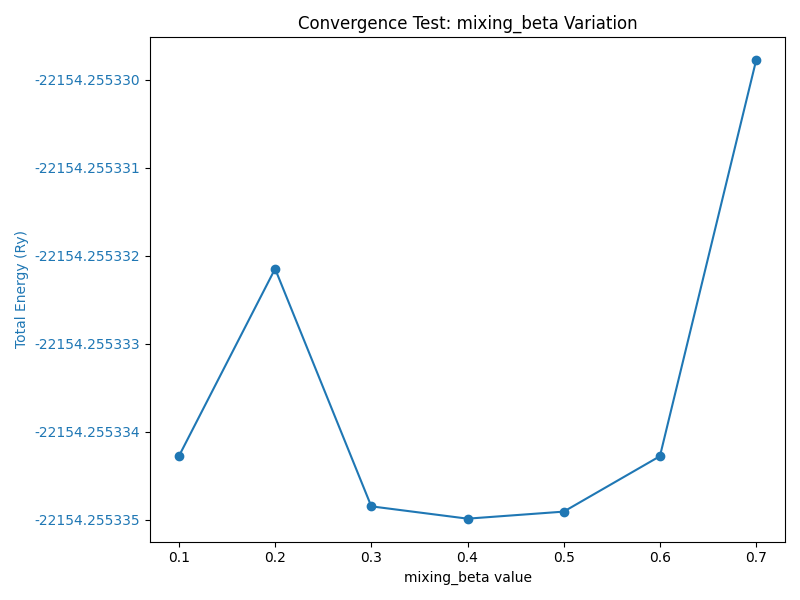 Convergence Test: mixing_beta Variation
Total Energy (Ry)
-22154.255330
-22154.255331
-22154.255332
-22154.255333
-22154.255334
-22154.255335
0.1 0.2 0.3 0.4 0.5 0.6 0.7
mixing_beta value